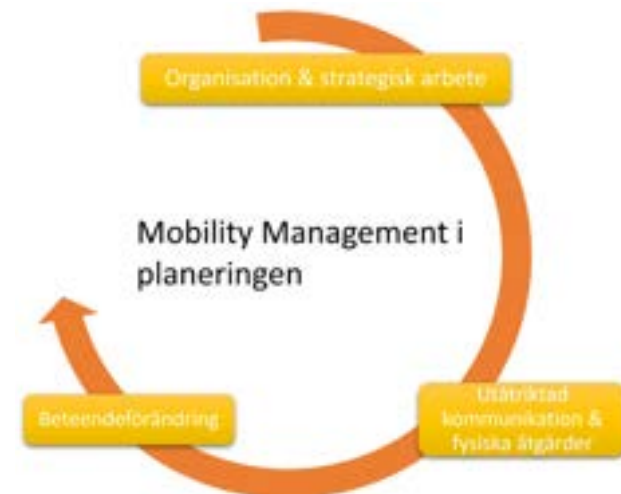 Organisation & strategisk arbete
Mobility Management i
planeringen
Utåtriktad
kommunikation &
fysiska åtgärder
Beteendeförändring